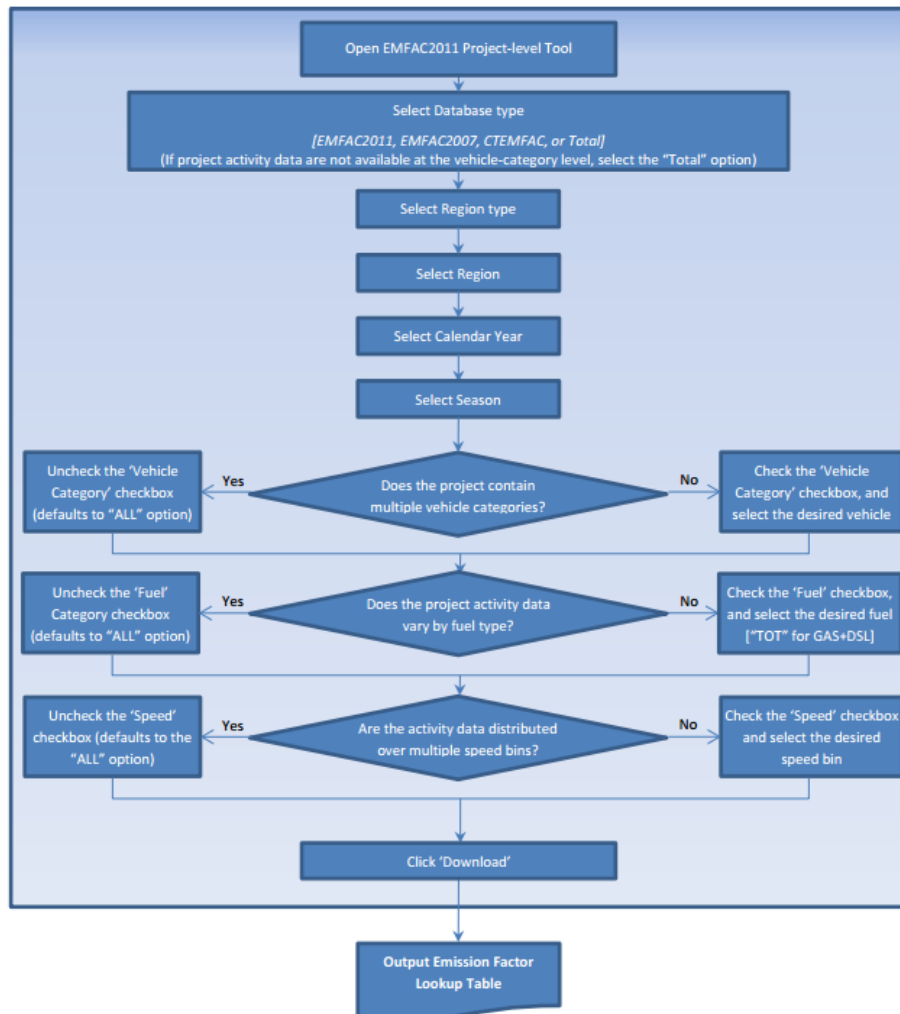 Open EMFAC2011 Project-level Tool
Select Database type
[EMFAC2011, EMFAC2007, CTEMFAC, or Total]
(If project activity data are not available at the vehicle-category level, select the "Total" option)
Select Region type
Select Region
Select Calendar Year
Select Season
Uncheck the 'Vehicle
Category' checkbox
(defaults to "ALL" option)
Yes
Does the project contain
multiple vehicle categories?
No
Check the 'Vehicle
Category' checkbox, and
select the desired vehicle
Uncheck the 'Fuel'
Category checkbox
(defaults to "ALL" option)
Yes
Does the project activity data
vary by fuel type?
No
Check the 'Fuel' checkbox,
and select the desired fuel
["TOT" for GAS+DSL]
Uncheck the 'Speed'
checkbox (defaults to the
"ALL" option)
Yes
Are the activity data distributed
over multiple speed bins?
No
Check the 'Speed' checkbox
and select the desired
speed bin
Click 'Download'
Output Emission Factor
Lookup Table